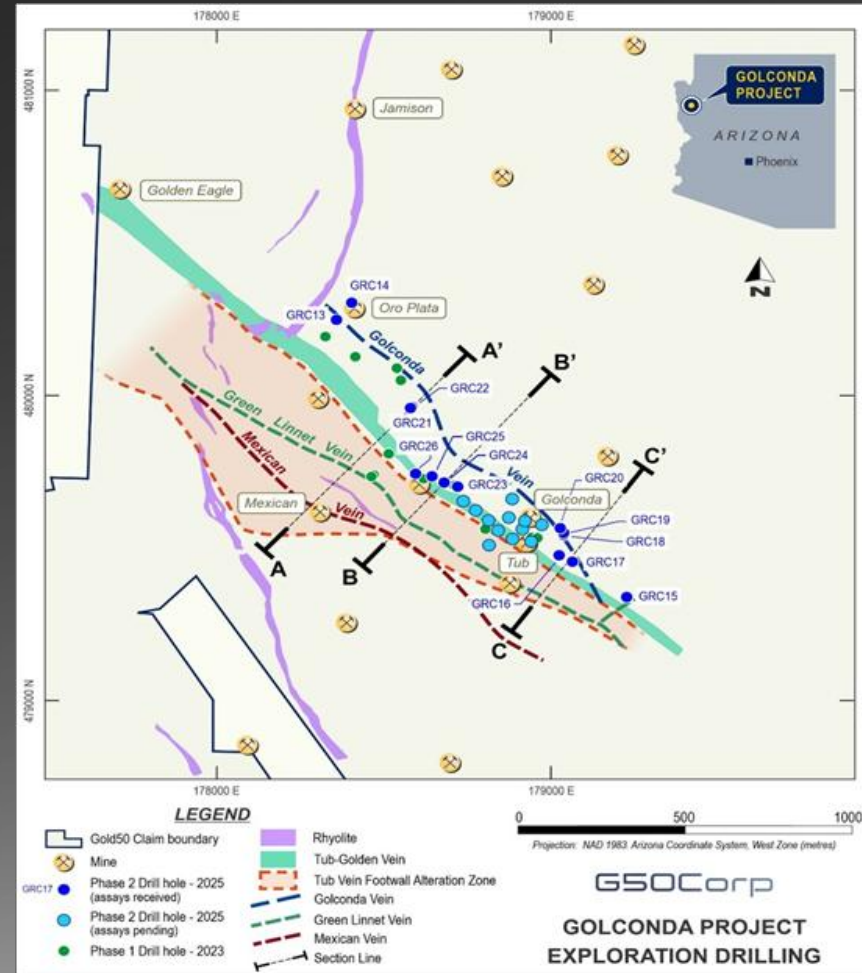 178000 E
179000 E
481000 N
480000 N
479000 N
GOLCONDA
PROJECT
ARIZONA
Phoenix
N
Jamison
Golden Eagle
GRC14
GRC13
Oro Plata
Golconda
A'
B'
GRC22
GRC21
Green Linnet Vein
GRC25
GRC26
GRC24
C'
Mexican
Vein
GRC23
GRC20
Vein
Mexican
Golconda
GRC19
GRC18
Tub
GRC17
A
B
GRC16
GRC15
C
178000 E
179000 E
LEGEND
Gold50 Claim boundary
Mine
GRC17
Phase 2 Drill hole - 2025
(assays received)
Phase 2 Drill hole - 2025
(assays pending)
Phase 1 Drill hole - 2023
Rhyolite
Tub-Golden Vein
Tub Vein Footwall Alteration Zone
Golconda Vein
Green Linnet Vein
Mexican Vein
Section Line
0 500 1000
Projection: NAD 1983 Arizona Coordinate System, West Zone (metres)
G50Corp
GOLCONDA PROJECT
EXPLORATION DRILLING